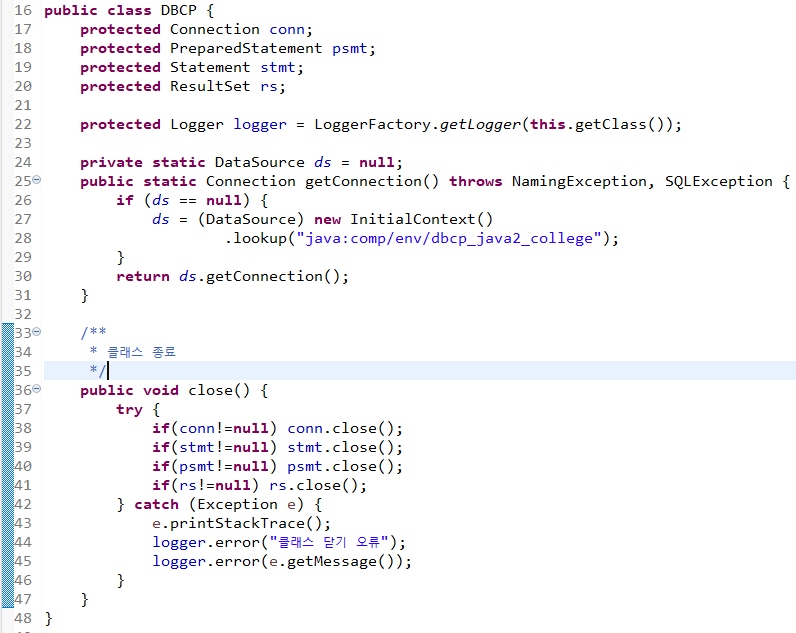 16 public class DBCP {
17     protected Connection conn;
18     protected PreparedStatement psmt;
19     protected Statement stmt;
20     protected ResultSet rs;
21
22     protected Logger logger = LoggerFactory.getLogger(this.getClass());
23
24     private static DataSource ds = null;
25     public static Connection getConnection() throws NamingException, SQLException {
26         if (ds == null) {
27             ds = (DataSource) new InitialContext()
28                     .lookup("java:comp/env/dbcp_java2_college");
29         }
30         return ds.getConnection();
31     }
32
33     /**
34      * 클래스 종료
35      */
36     public void close() {
37         try {
38             if(conn!=null) conn.close();
39             if(stmt!=null) stmt.close();
40             if(psmt!=null) psmt.close();
41             if(rs!=null) rs.close();
42         } catch (Exception e) {
43             e.printStackTrace();
44             logger.error("클래스 닫기 오류");
45             logger.error(e.getMessage());
46         }
47     }
48 }